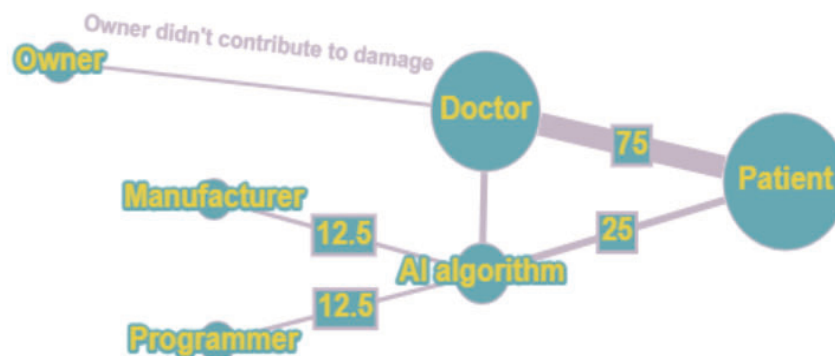 Owner didn't contribute to damage
Owner
Doctor
75
Patient
Manufacturer
12.5
25
AI algorithm
12.5
Programmer